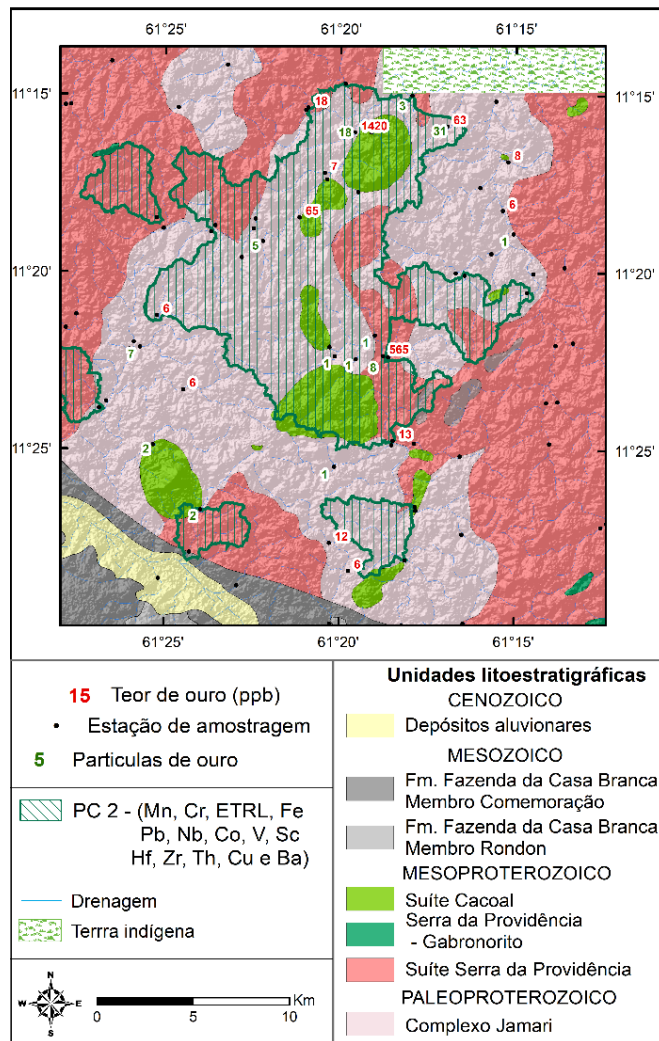 61°25' 61°20' 61°15'
11°15' 11°15'
18 3 63
18 1420 31
7 8
65 6
5 1
11°20' 11°20'
6
7 1 565
1 1 8
6
13
11°25' 11°25'
2 1
2
12
6
61°25' 61°20' 61°15'
15 Teor de ouro (ppb)
Estação de amostragem
5 Particulas de ouro
PC 2 - (Mn, Cr, ETRL, Fe
Pb, Nb, Co, V, Sc
Hf, Zr, Th, Cu e Ba)
Drenagem
Terrra indígena
N
W E
S
0 5 10 Km
Unidades litoestratigráficas
CENOZOICO
Depósitos aluvionares
MESOZOICO
Fm. Fazenda da Casa Branca
Membro Comemoração
Fm. Fazenda da Casa Branca
Membro Rondon
MESOPROTEROZOICO
Suíte Cacoal
Serra da Providência
- Gabronorito
Suíte Serra da Providência
PALEOPROTEROZOICO
Complexo Jamari